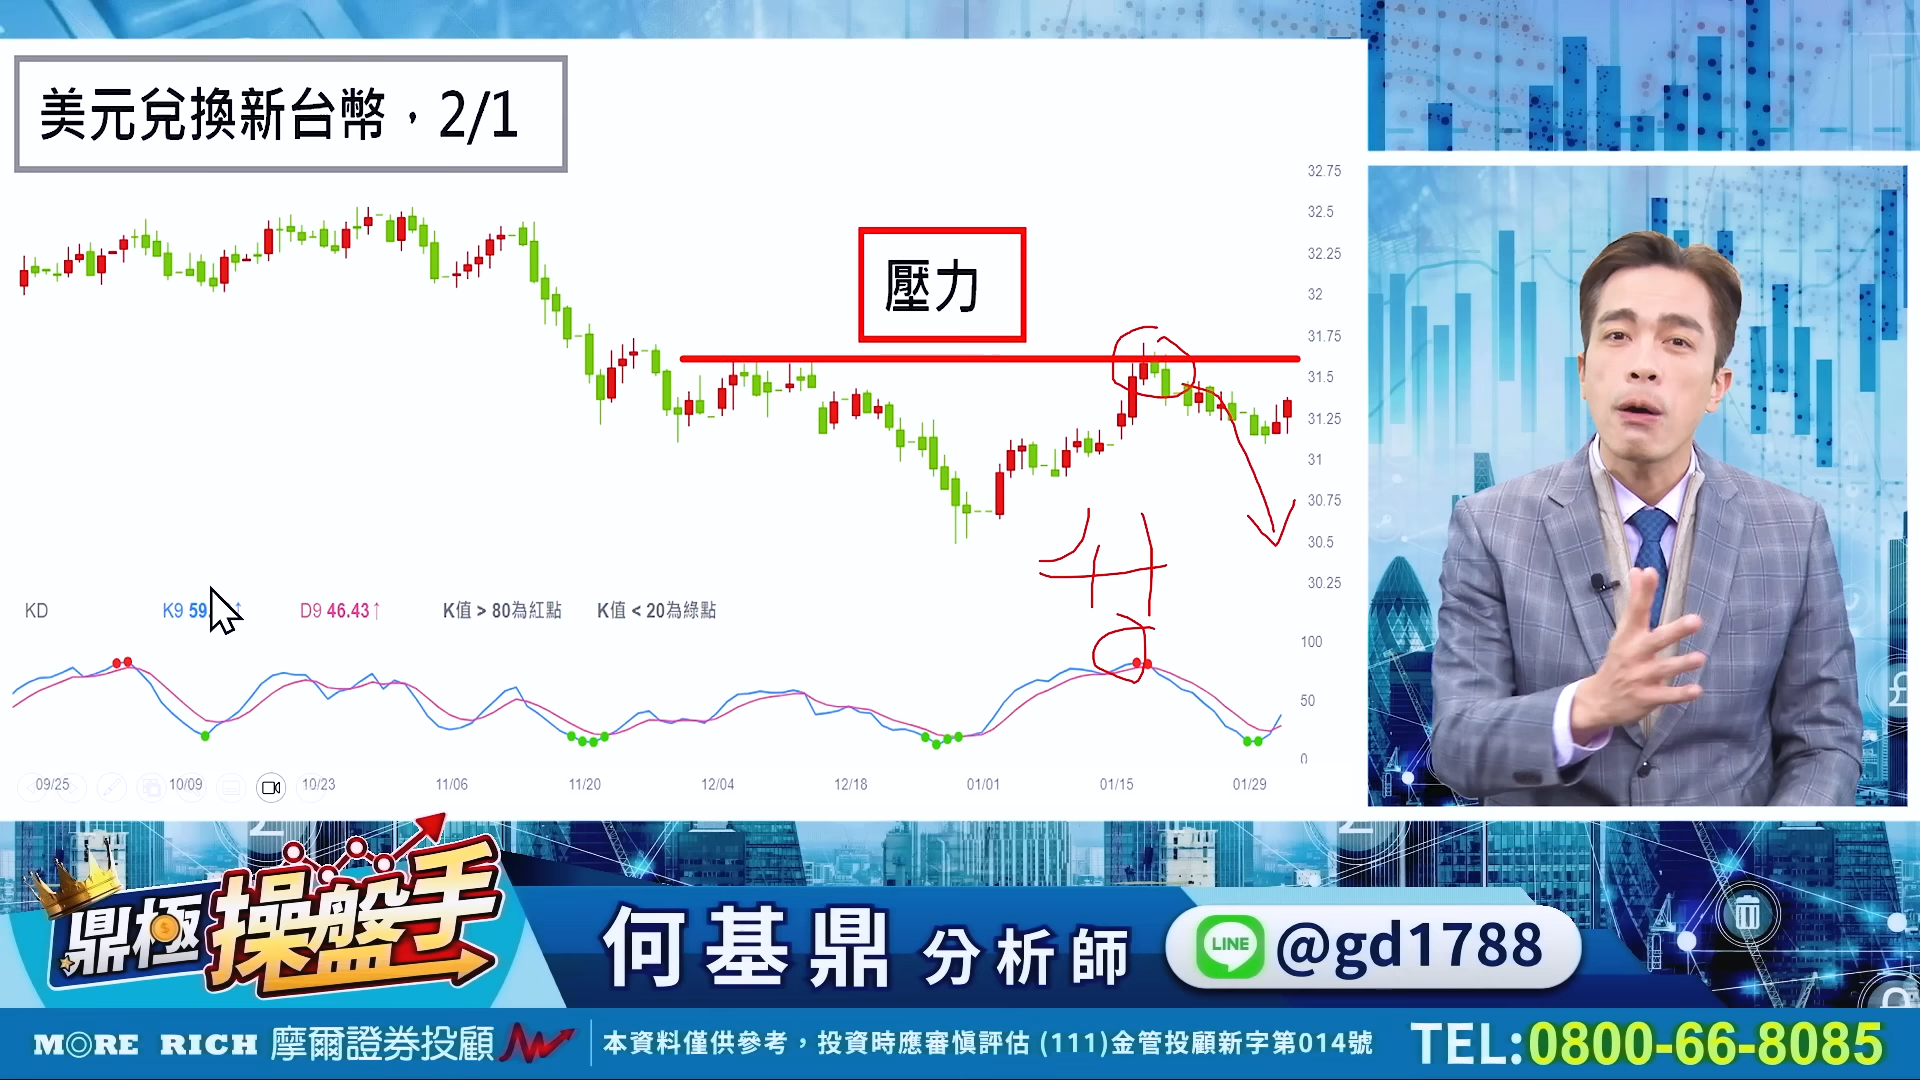 美元兌換新台幣，2/1
壓力
32.75
32.5
32.25
32
31.75
31.5
31.25
31
30.75
30.5
30.25
KD
K9 59.
D9 46.43↑
K值 > 80為紅點
K值 < 20為綠點
100
50
0
09/25
10/09
10/23
11/06
11/20
12/04
12/18
01/01
01/15
01/29
鼎極操盤手
何基鼎 分析師
LINE @gd1788
MORE RICH 摩爾證券投顧
本資料僅供參考，投資時應審慎評估 (111)金管投顧新字第014號
TEL:0800-66-8085